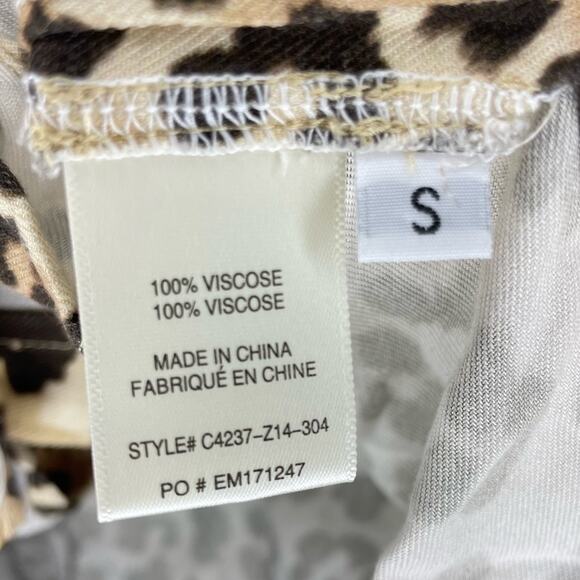 S
100% VISCOSE
100% VISCOSE
MADE IN CHINA
FABRIQUÉ EN CHINE
STYLE# C4237-Z14-304
PO # EM171247